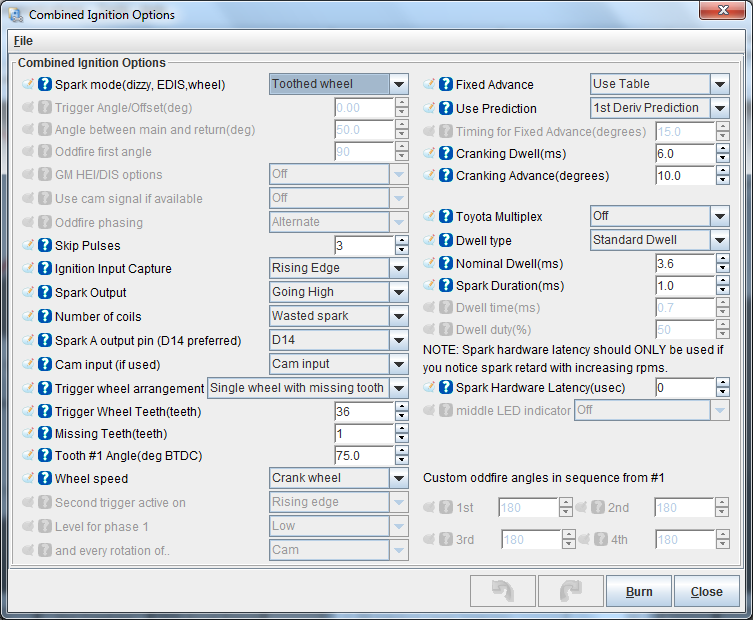 Combined Ignition Options
File
Combined Ignition Options
Spark mode(dizzy, EDIS,wheel) Toothed wheel
Trigger Angle/Offset(deg) 0.00
Angle between main and return(deg) 50.0
Oddfire first angle 90
GM HEI/DIS options Off
Use cam signal if available Off
Oddfire phasing Alternate
Skip Pulses 3
Ignition Input Capture Rising Edge
Spark Output Going High
Number of coils Wasted spark
Spark A output pin (D14 preferred) D14
Cam input (if used) Cam input
Trigger wheel arrangement Single wheel with missing tooth
Trigger Wheel Teeth(teeth) 36
Missing Teeth(teeth) 1
Tooth #1 Angle(deg BTDC) 75.0
Wheel speed Crank wheel
Second trigger active on Rising edge
Level for phase 1 Low
and every rotation of.. Cam
Fixed Advance Use Table
Use Prediction 1st Deriv Prediction
Timing for Fixed Advance(degrees) 15.0
Cranking Dwell(ms) 6.0
Cranking Advance(degrees) 10.0
Toyota Multiplex Off
Dwell type Standard Dwell
Nominal Dwell(ms) 3.6
Spark Duration(ms) 1.0
Dwell time(ms) 0.7
Dwell duty(%) 50
NOTE: Spark hardware latency should ONLY be used if
you notice spark retard with increasing rpms.
Spark Hardware Latency(usec) 0
middle LED indicator Off
Custom oddfire angles in sequence from #1
1st 180 2nd 180
3rd 180 4th 180
Burn Close